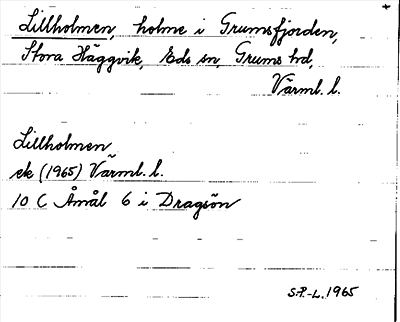 Lillholmen, holme i Grumsfjorden,
Stora Häggvik, Eds sn, Grums hd,
Värml. l.
Lillholmen
ek (1965) Värml. l.
10 C Åmål 6 i Dragsön
S.P.-L. 1965